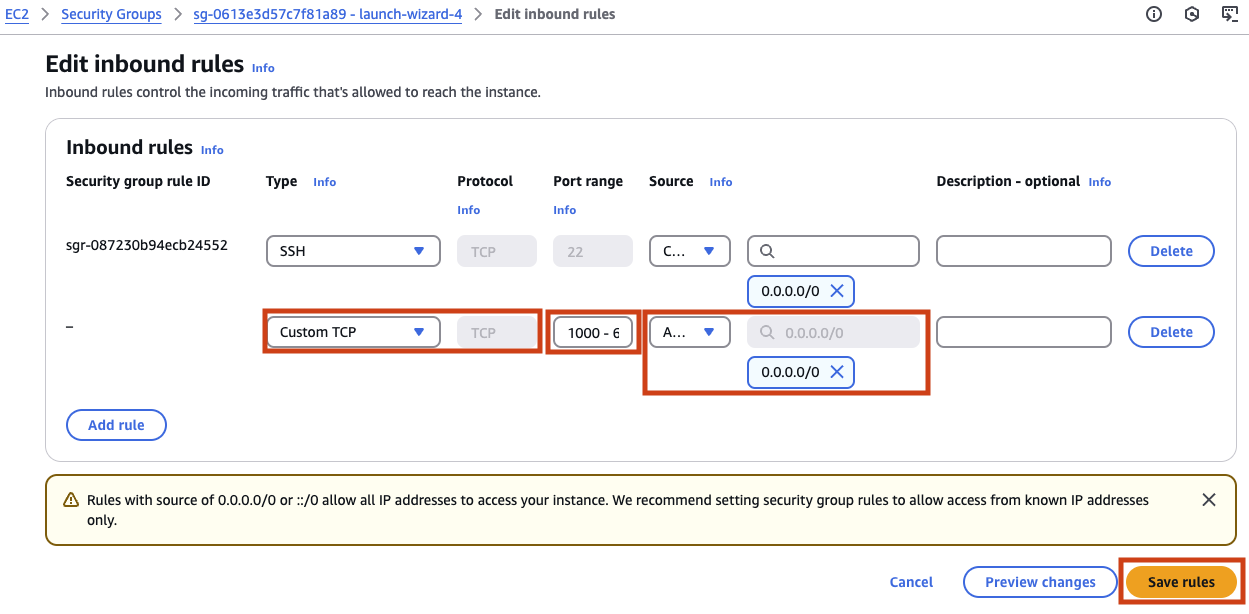 EC2 > Security Groups > sg-0613e3d57c7f81a89 - launch-wizard-4 > Edit inbound rules
Edit inbound rules Info
Inbound rules control the incoming traffic that's allowed to reach the instance.
Inbound rules Info
Security group rule ID Type Info Protocol Port range Source Info Description - optional Info
Info Info
sgr-087230b94ecb24552 SSH TCP 22 C... Delete
0.0.0.0/0
– Custom TCP TCP 1000 - 6 A... 0.0.0.0/0 Delete
0.0.0.0/0
Add rule
Rules with source of 0.0.0.0/0 or ::/0 allow all IP addresses to access your instance. We recommend setting security group rules to allow access from known IP addresses
only.
Cancel Preview changes Save rules